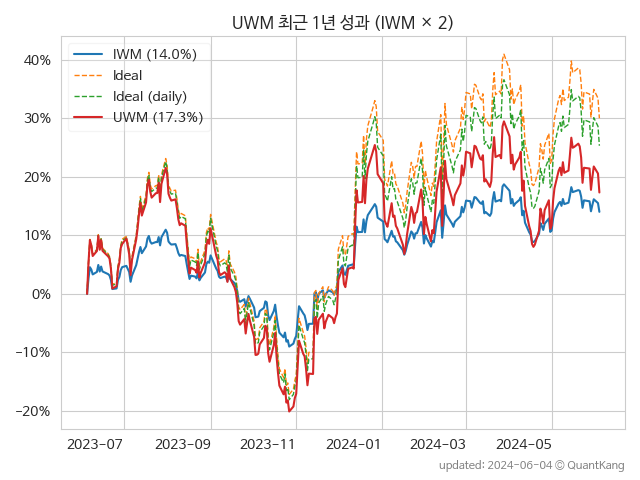 UWM 최근 1년 성과 (IWM × 2)
IWM (14.0%)
Ideal
Ideal (daily)
UWM (17.3%)
40%
30%
20%
10%
0%
−10%
−20%
2023-07
2023-09
2023-11
2024-01
2024-03
2024-05
updated: 2024-06-04 © QuantKang